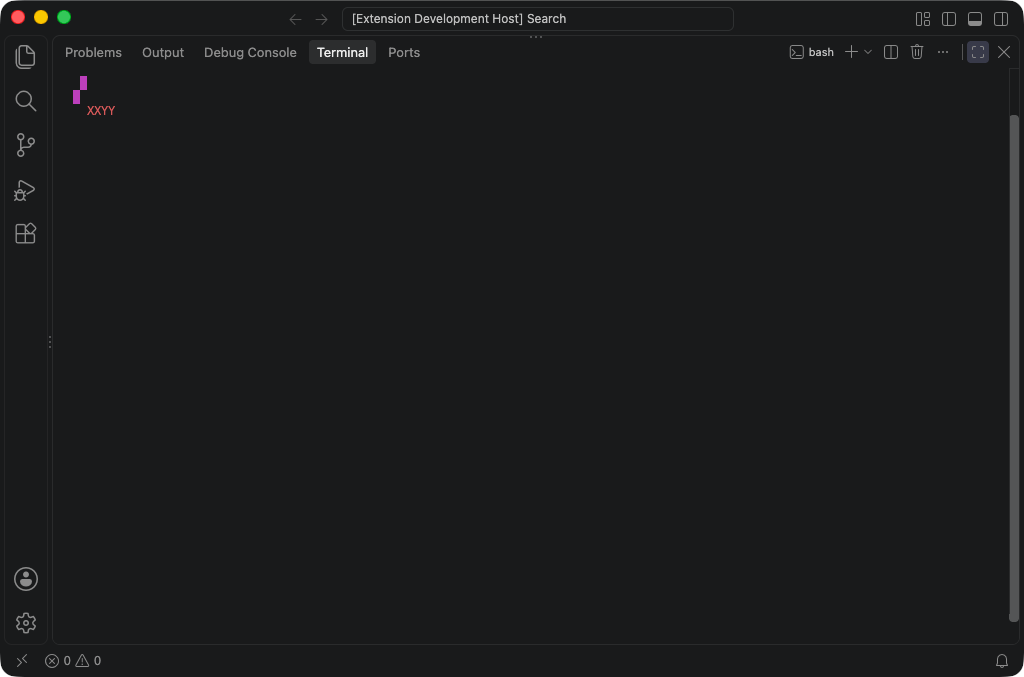 [Extension Development Host] Search
Problems Output Debug Console Terminal Ports bash
XXYY
0 0